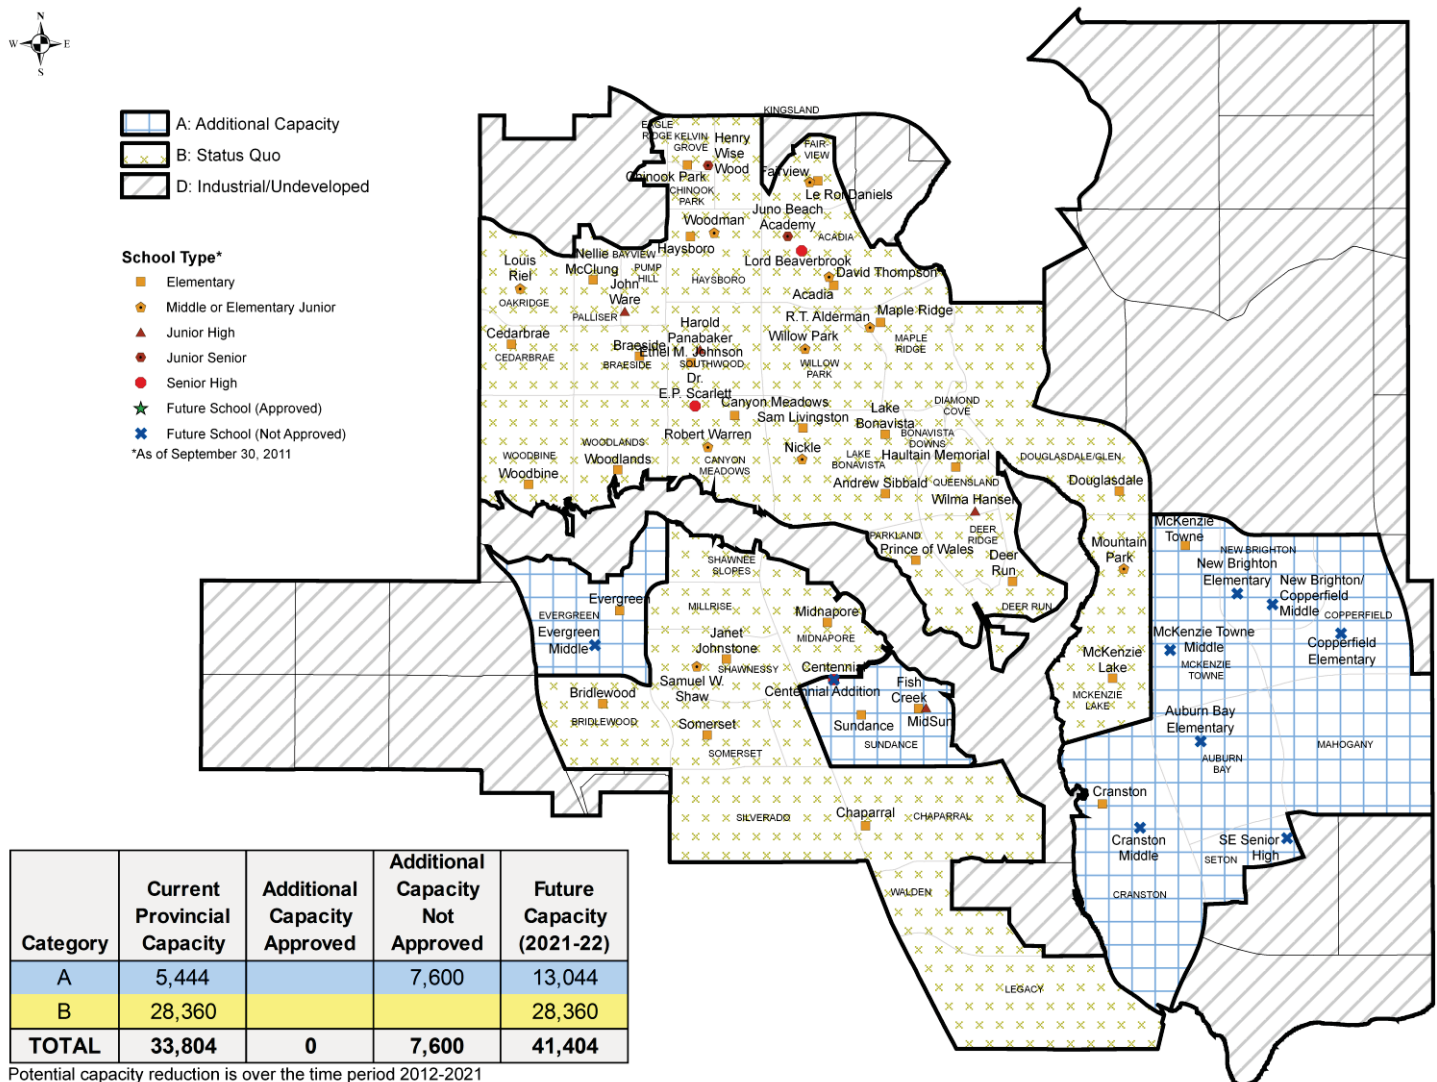 N
W E
S
A: Additional Capacity
B: Status Quo
D: Industrial/Undeveloped
School Type*
Elementary
Middle or Elementary Junior
Junior High
Junior Senior
Senior High
Future School (Approved)
Future School (Not Approved)
*As of September 30, 2011
KINGSLAND
EAGLE
RIDGE
KELVIN
GROVE
Henry
Wise
Wood
FAIR
VIEW
Chinook Park
Fairview
CHINOOK
PARK
Le Roi Daniels
Juno Beach
Academy
Woodman
ACADIA
Haysboro
Nellie
McClung
BAYVIEW
PUMP
HILL
Lord Beaverbrook
Louis
Riel
David Thompson
HAYSBORO
John
Ware
Acadia
OAKRIDGE
PALLISER
R.T. Alderman
Maple Ridge
Harold
Panabaker
Cedarbrae
Willow Park
MAPLE
RIDGE
Braeside
Ethel M. Johnson
CEDARBRAE
BRAESIDE
SOUTHWOOD
WILLOW
PARK
Dr.
E.P. Scarlett
Canyon Meadows
Sam Livingston
Lake
Bonavista
DIAMOND
COVE
Robert Warren
BONAVISTA
DOWNS
WOODLANDS
Nickle
WOODBINE
Woodlands
CANYON
MEADOWS
LAKE
BONAVISTA
Haultain Memorial
DOUGLASDALE/GLEN
Woodbine
Andrew Sibbald
QUEENSLAND
Douglasdale
Wilma Hansen
McKenzie
Towne
PARKLAND
DEER
RIDGE
Mountain
Park
Prince of Wales
NEW BRIGHTON
SHAWNEE
SLOPES
Deer
Run
New Brighton
Elementary
New Brighton/
Copperfield
Middle
Evergreen
MILLRISE
Midnapore
DEER RUN
EVERGREEN
COPPERFIELD
Evergreen
Middle
Janet
Johnstone
MIDNAPORE
McKenzie Towne
Middle
Copperfield
Elementary
McKenzie
Lake
SHAWNESSY
Centennial
MCKENZIE
TOWNE
Samuel W.
Shaw
Centennial Addition
Fish
Creek
Bridlewood
MCKENZIE
LAKE
Auburn Bay
Elementary
BRIDLEWOOD
Somerset
Sundance
MidSun
SUNDANCE
MAHOGANY
SOMERSET
AUBURN
BAY
Cranston
SILVERADO
Chaparral
CHAPARRAL
Cranston
Middle
SE Senior
High
SETON
WALDEN
CRANSTON
LEGACY
Category Current Provincial Capacity Additional Capacity Approved Additional Capacity Not Approved Future Capacity (2021-22)
A 5,444 7,600 13,044
B 28,360 28,360
TOTAL 33,804 0 7,600 41,404
Potential capacity reduction is over the time period 2012-2021